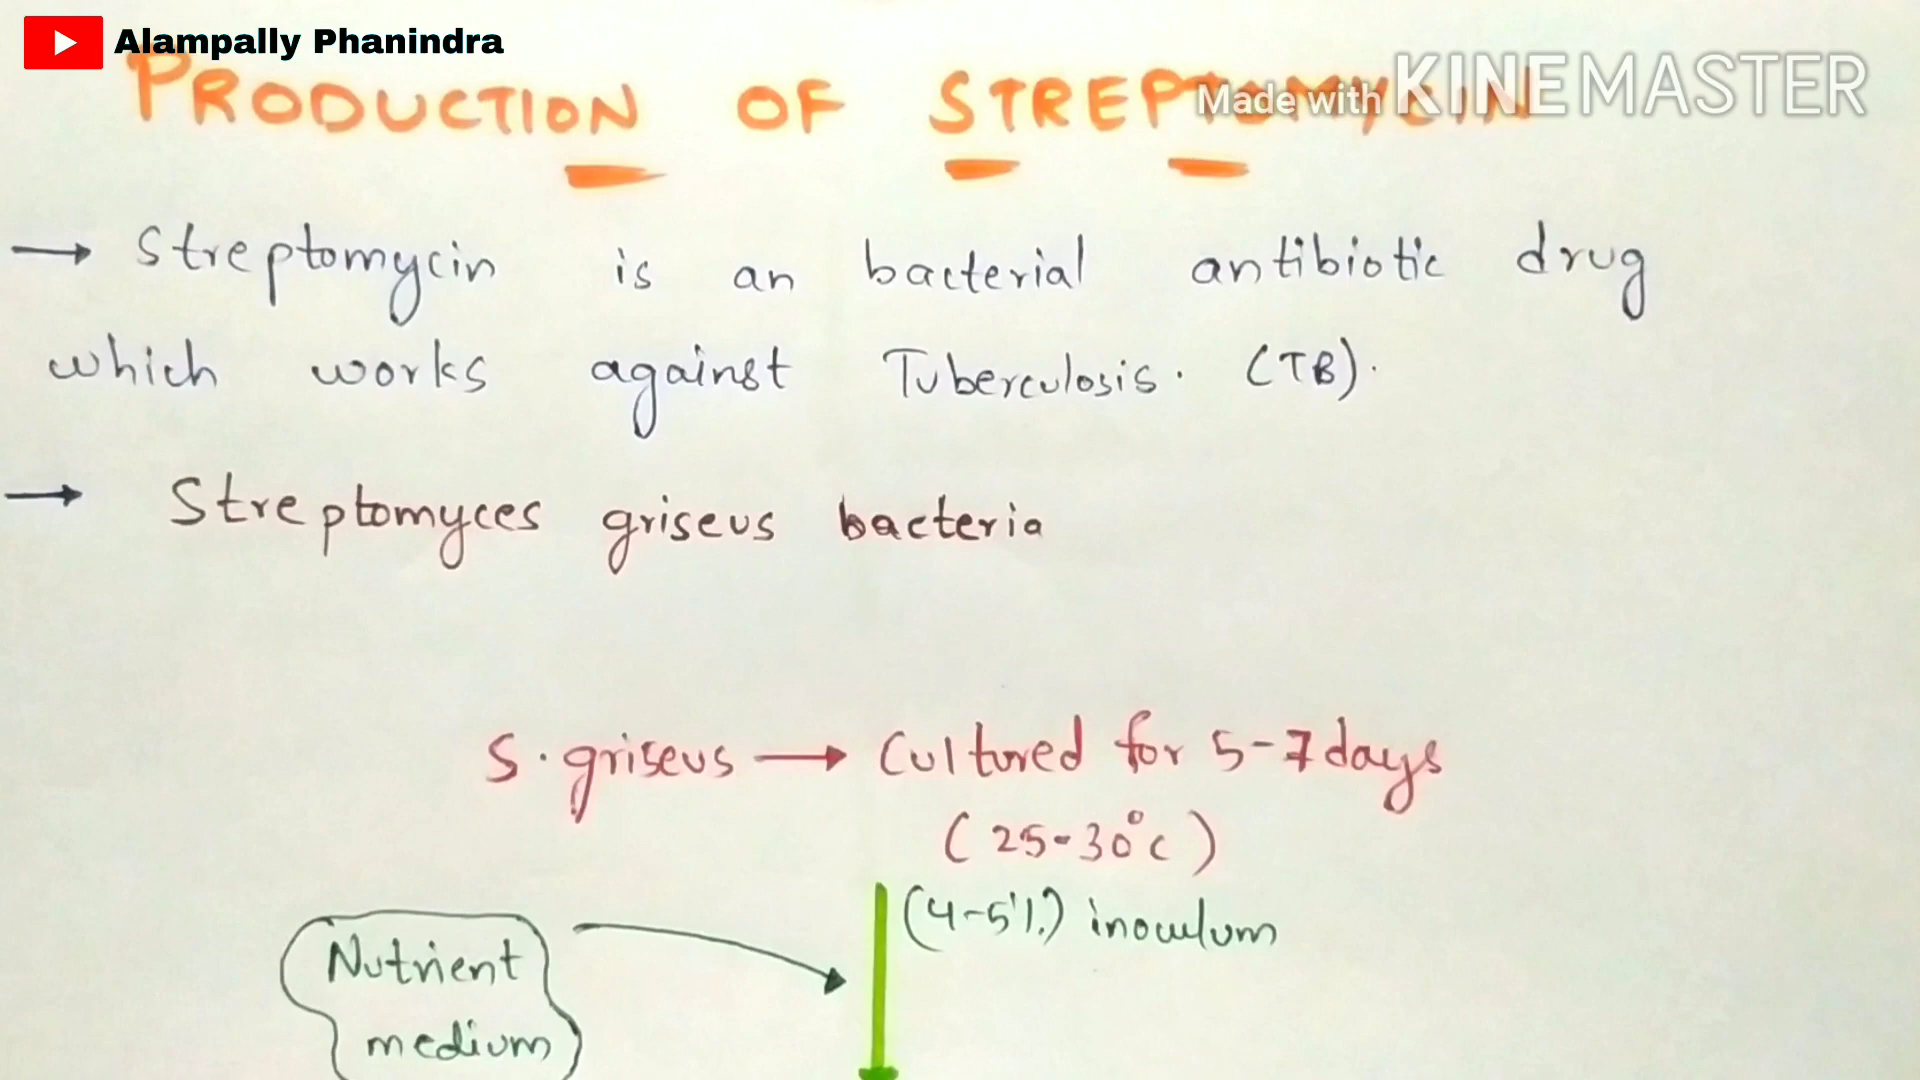 Alampally Phanindra
Made with KINEMASTER
PRODUCTION OF STREPTOMYCIN
→ Streptomycin is an bacterial antibiotic drug
which works against Tuberculosis. (TB).
→ Streptomyces griseus bacteria
S. griseus → Cultured for 5-7 days
(25-30°C)
(4-5%) inoculum
Nutrient
medium